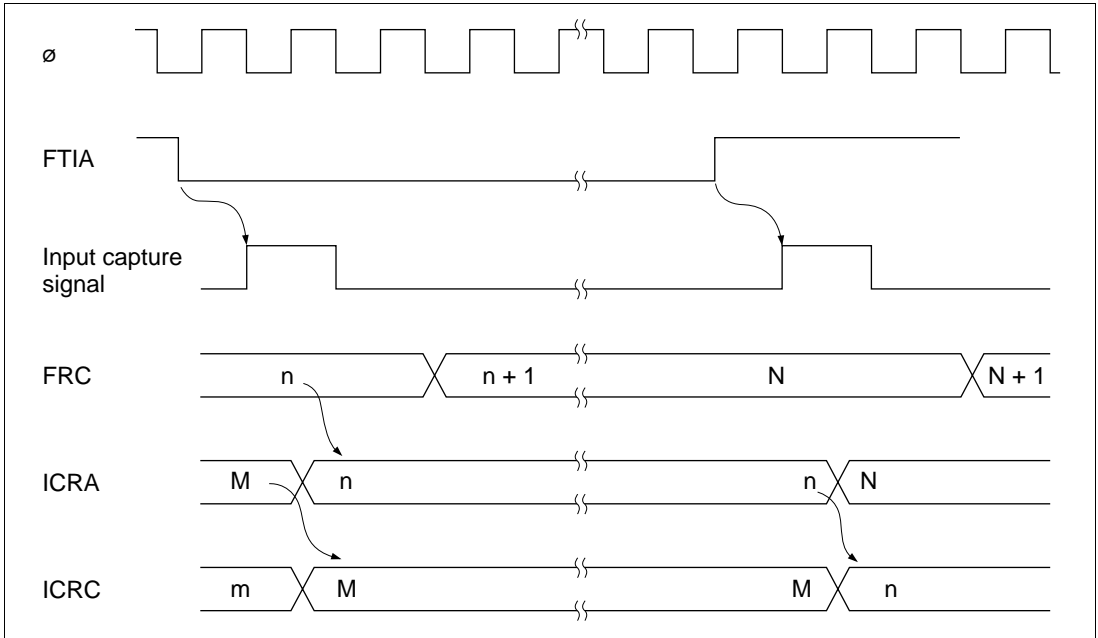 ø
FTIA
Input capture
signal
FRC
n
n + 1
N
N + 1
ICRA
M
n
n
N
ICRC
m
M
M
n